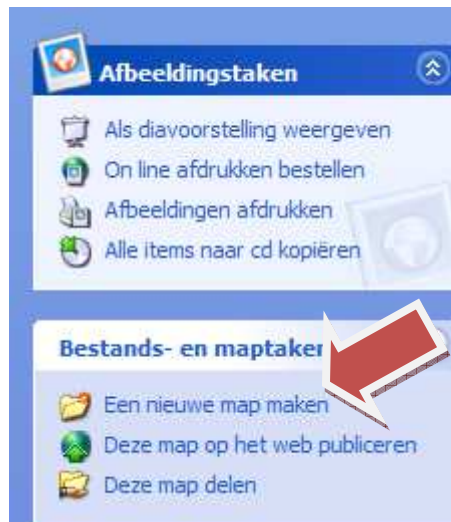 Afbeeldingstaken
Als diavoorstelling weergeven
On line afdrukken bestellen
Afbeeldingen afdrukken
Alle items naar cd kopiëren
Bestands- en maptaken
Een nieuwe map maken
Deze map op het web publiceren
Deze map delen